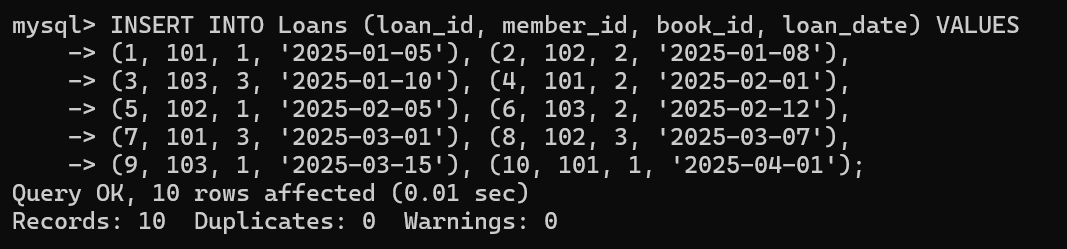 mysql> INSERT INTO Loans (loan_id, member_id, book_id, loan_date) VALUES
    -> (1, 101, 1, '2025-01-05'), (2, 102, 2, '2025-01-08'),
    -> (3, 103, 3, '2025-01-10'), (4, 101, 2, '2025-02-01'),
    -> (5, 102, 1, '2025-02-05'), (6, 103, 2, '2025-02-12'),
    -> (7, 101, 3, '2025-03-01'), (8, 102, 3, '2025-03-07'),
    -> (9, 103, 1, '2025-03-15'), (10, 101, 1, '2025-04-01');
Query OK, 10 rows affected (0.01 sec)
Records: 10  Duplicates: 0  Warnings: 0